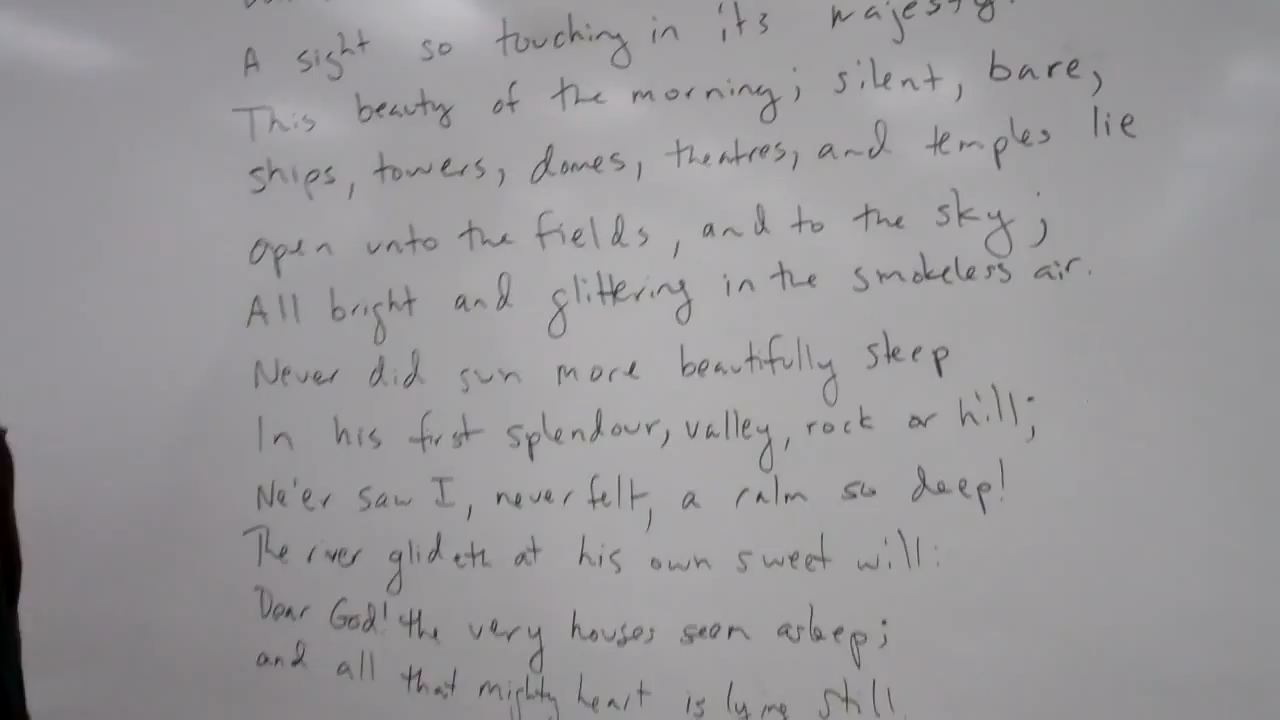 A sight so touching in its majesty.
This beauty of the morning; silent, bare,
ships, towers, domes, theatres, and temples lie
open unto the fields, and to the sky;
All bright and glittering in the smokeless air.
Never did sun more beautifully steep
In his first splendour, valley, rock or hill;
Ne'er saw I, never felt, a calm so deep!
The river glideth at his own sweet will:
Dear God! the very houses seem asleep;
and all that mighty heart is lying still